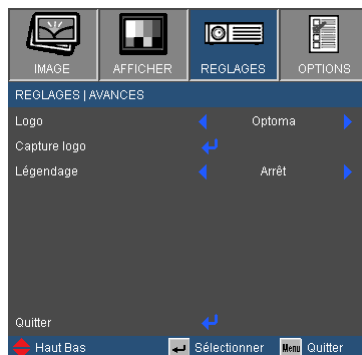 IMAGE AFFICHER REGLAGES OPTIONS
REGLAGES | AVANCES
Logo Optoma
Capture logo
Légendage Arrêt
Quitter
Haut Bas Sélectionner Menu Quitter